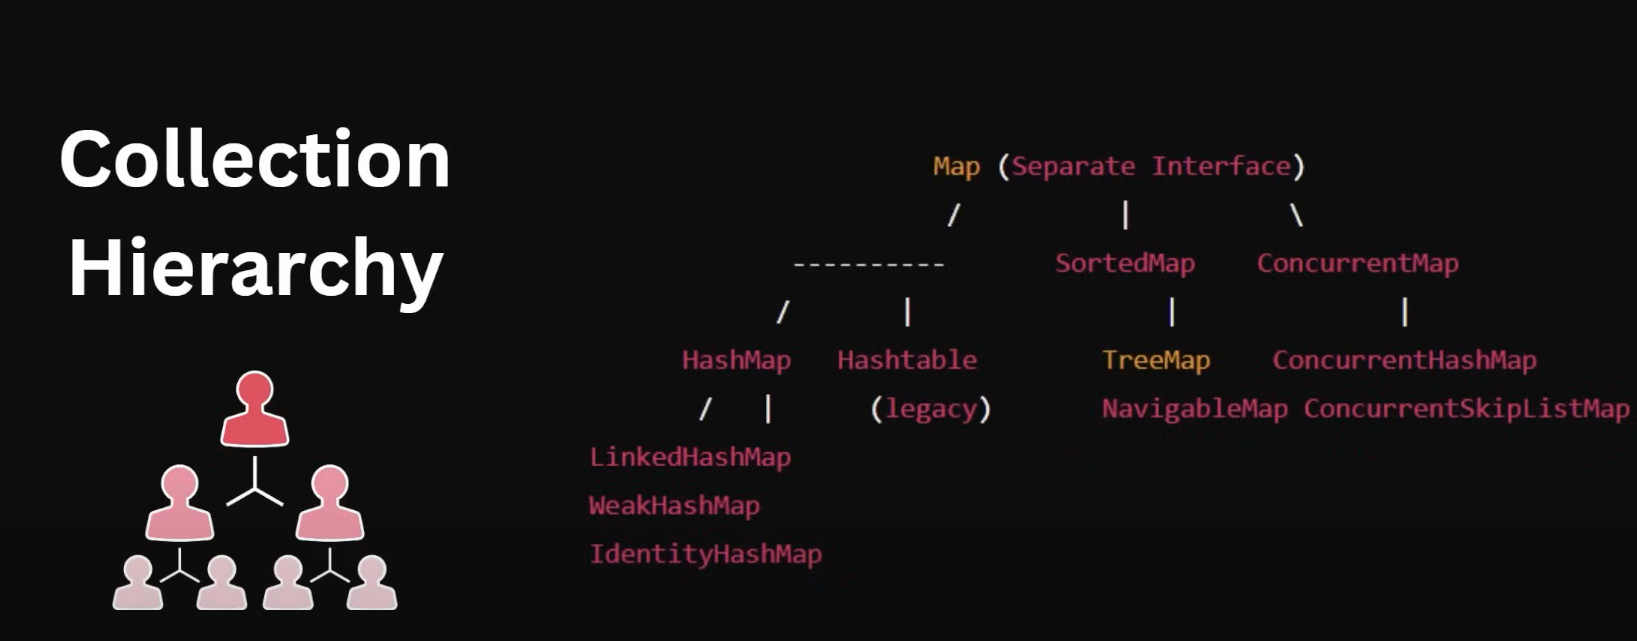 Collection
Hierarchy
Map (Separate Interface)
/ | \
---------- SortedMap ConcurrentMap
/ | | |
HashMap Hashtable TreeMap ConcurrentHashMap
/ | (legacy) NavigableMap ConcurrentSkipListMap
LinkedHashMap
WeakHashMap
IdentityHashMap